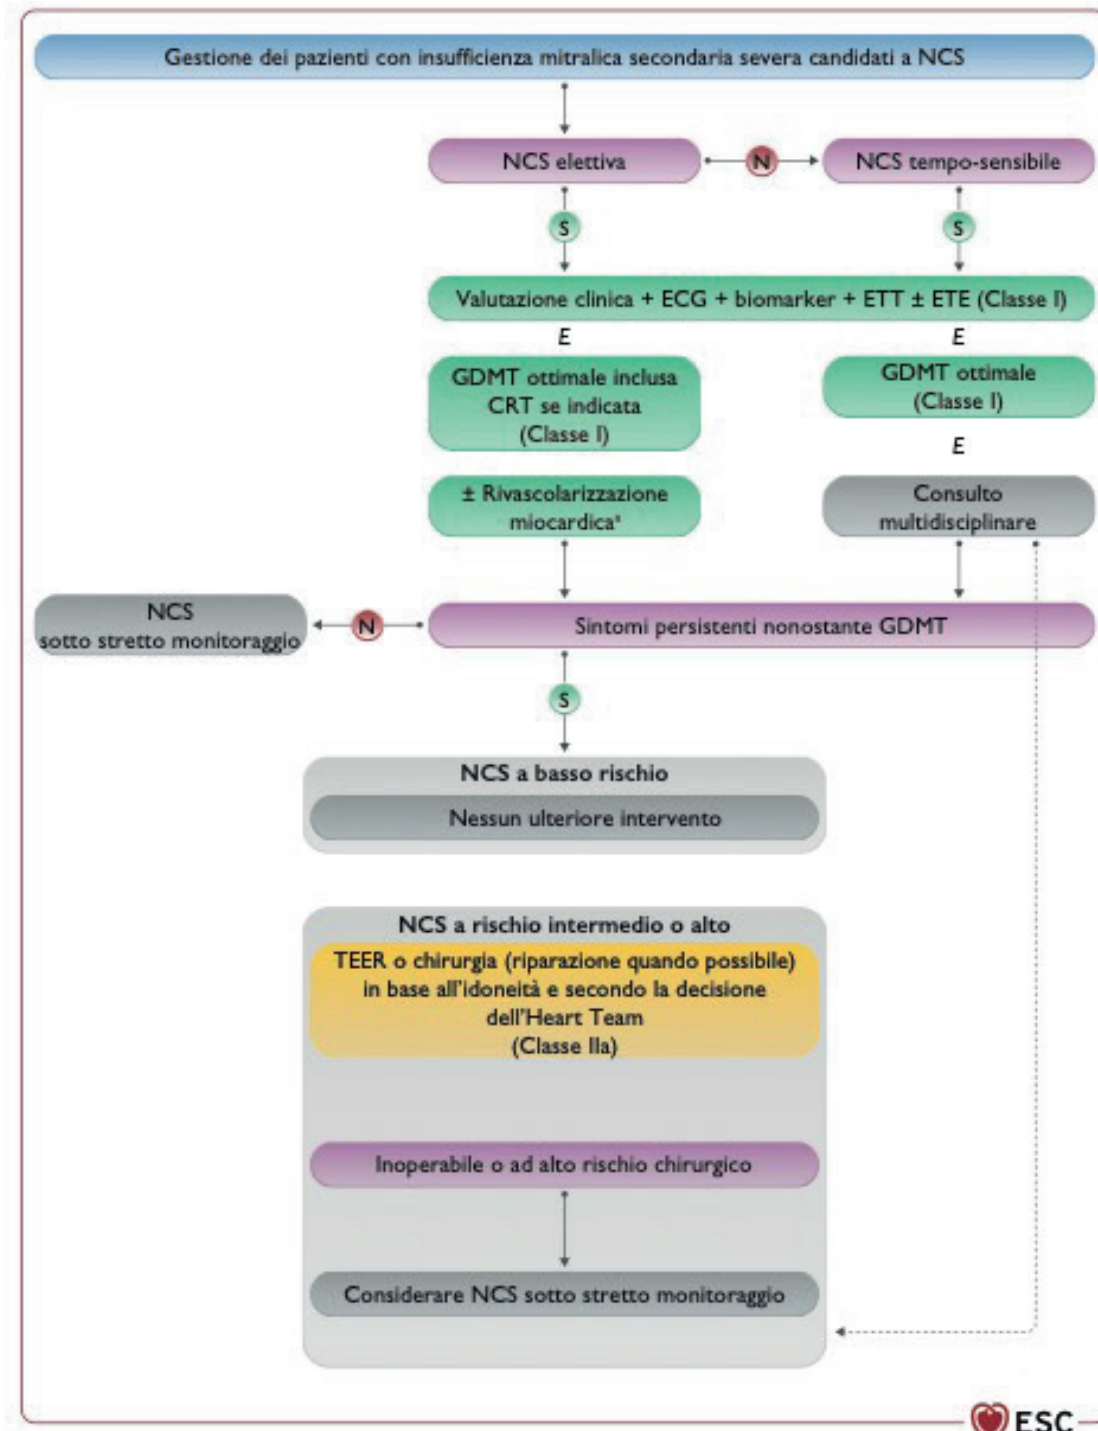 Gestione dei pazienti con insufficienza mitralica secondaria severa candidati a NCS
NCS elettiva
N
NCS tempo-sensibile
S
S
Valutazione clinica + ECG + biomarker + ETT ± ETE (Classe I)
E
E
GDMT ottimale inclusa
CRT se indicata
(Classe I)
GDMT ottimale
(Classe I)
E
± Rivascolarizzazione
miocardicaª
Consulto
multidisciplinare
NCS
sotto stretto monitoraggio
N
Sintomi persistenti nonostante GDMT
S
NCS a basso rischio
Nessun ulteriore intervento
NCS a rischio intermedio o alto
TEER o chirurgia (riparazione quando possibile)
in base all'idoneità e secondo la decisione
dell'Heart Team
(Classe IIa)
Inoperabile o ad alto rischio chirurgico
Considerare NCS sotto stretto monitoraggio
ESC